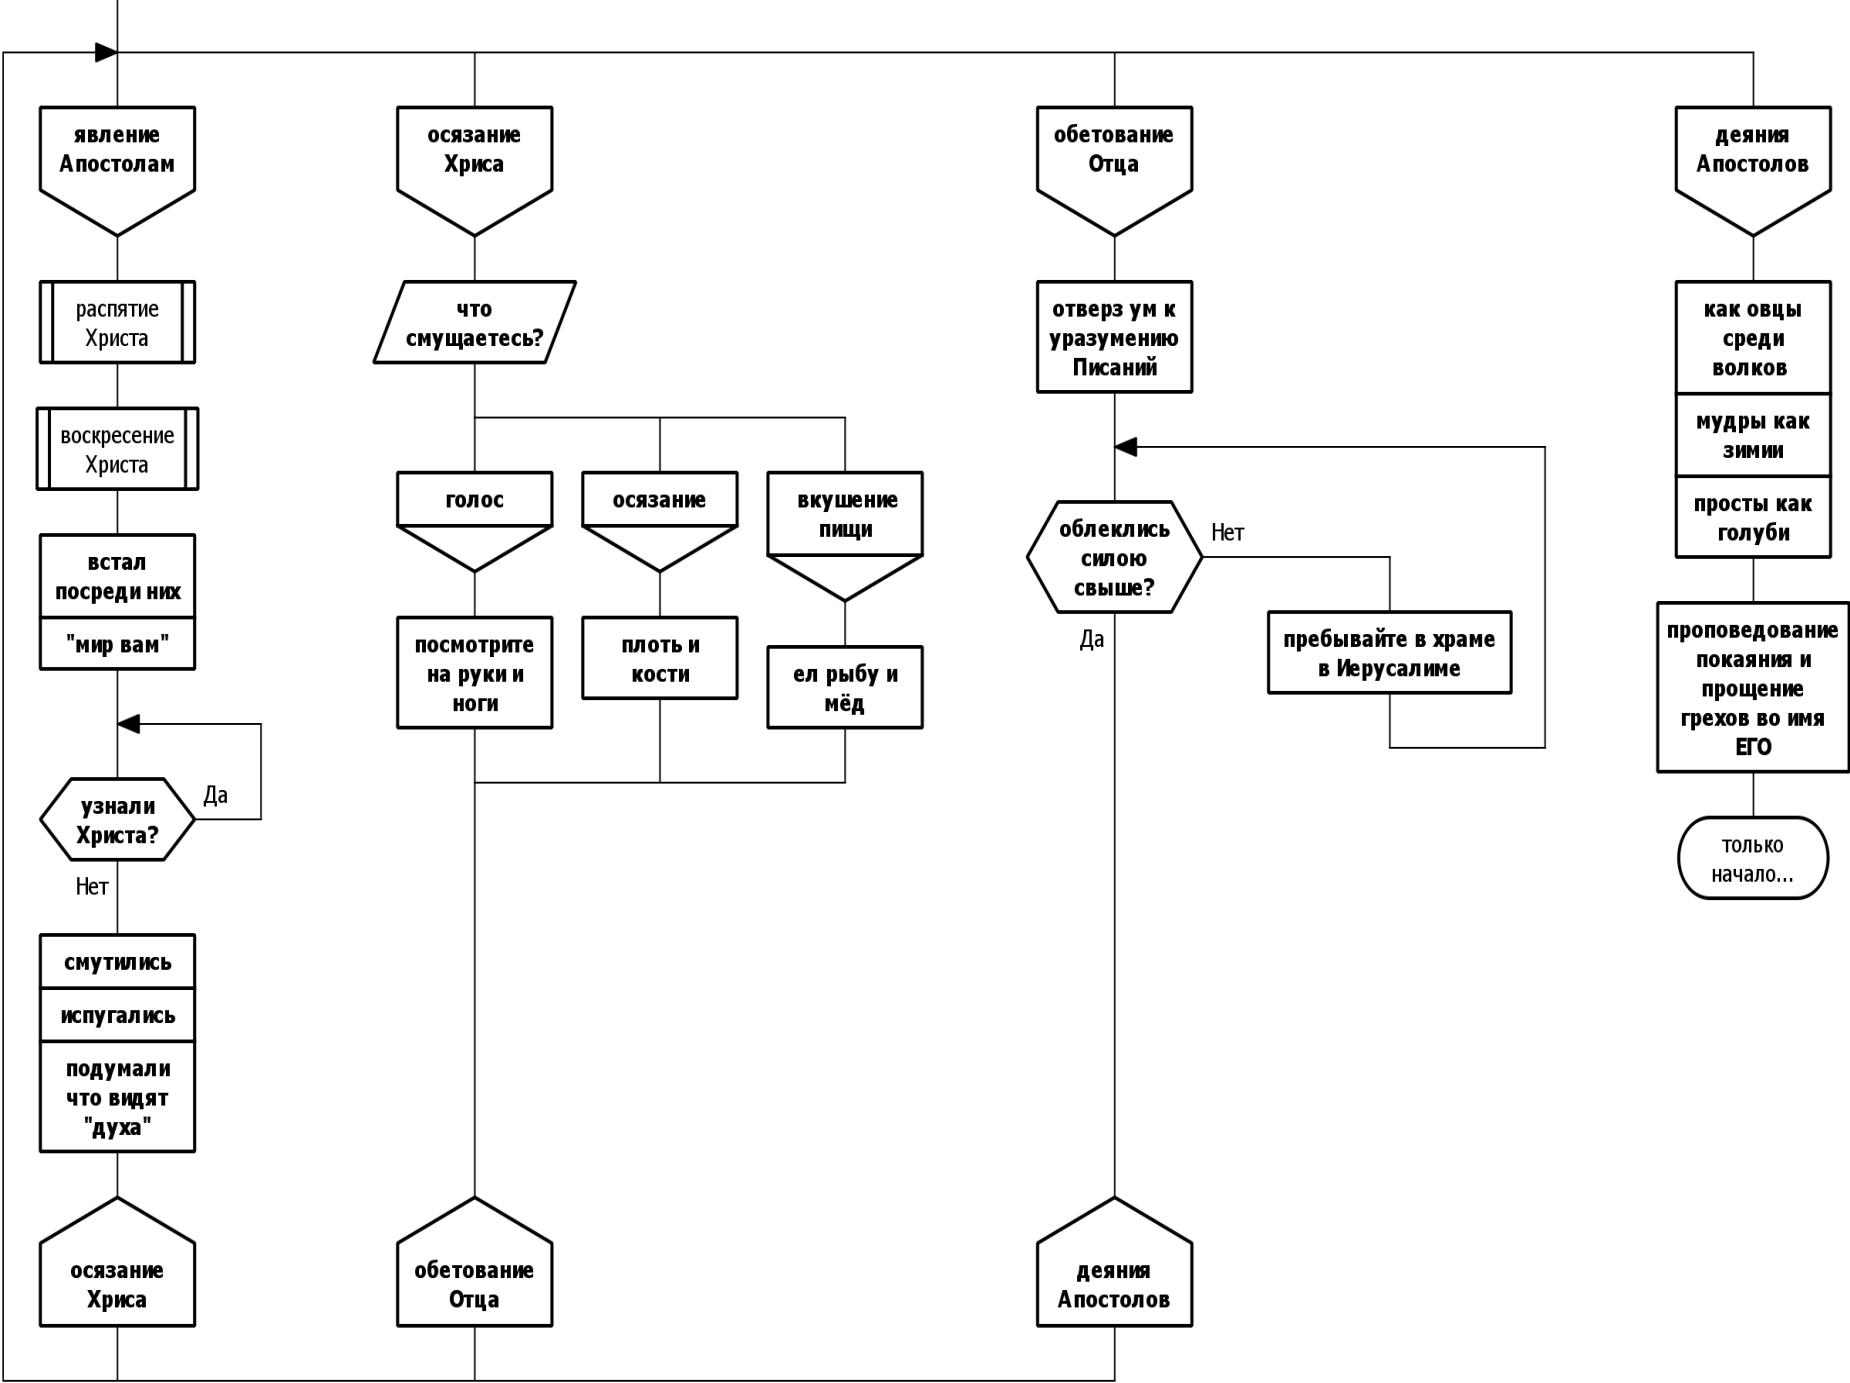 явление
Апостолам
распятие
Христа
воскресение
Христа
встал
посреди них
"мир вам"
узнали
Христа?
Да
Нет
смутились
испугались
подумали
что видят
"духа"
осязание
Хриса
осязание
Хриса
что
смущаетесь?
голос
посмотрите
на руки и
ноги
осязание
плоть и
кости
вкушение
пищи
ел рыбу и
мёд
обетование
Отца
обетование
Отца
отверз ум к
уразумению
Писаний
облеклись
силою
свыше?
Нет
Да
пребывайте в храме
в Иерусалиме
деяния
Апостолов
деяния
Апостолов
как овцы
среди
волков
мудры как
зимии
просты как
голуби
проповедование
покаяния и
прощение
грехов во имя
ЕГО
только
начало...